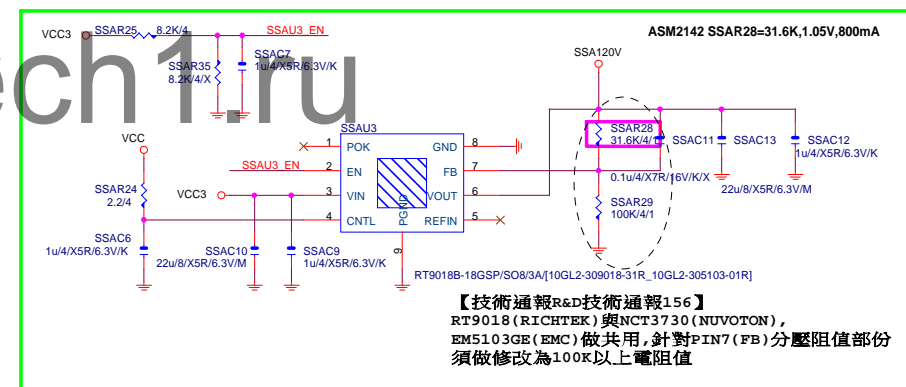 VCC3
SSAR25
8.2K/4
SSAU3_EN
ASM2142 SSAR28=31.6K,1.05V,800mA
SSAR35
8.2K/4/X
SSAC7
1u/4/X5R/6.3V/K
ech1.ru
SSA120V
VCC
SSAU3
1
POK
GND
8
SSAU3_EN
2
EN
FB
7
VCC3
3
VIN
VOUT
6
4
CNTL
PGND
REFIN
5
9
SSAR24
2.2/4
SSAR28
31.6K/4/1
SSAC11
SSAC13
SSAC12
1u/4/X5R/6.3V/K
0.1u/4/X7R/16V/K/X
22u/8/X5R/6.3V/M
SSAR29
100K/4/1
SSAC6
1u/4/X5R/6.3V/K
SSAC10
22u/8/X5R/6.3V/M
SSAC9
1u/4/X5R/6.3V/K
RT9018B-18GSP/SO8/3A/[10GL2-309018-31R_10GL2-305103-01R]
【技術通報R&D技術通報156】
RT9018(RICHTEK)與NCT3730(NUVOTON),
EM5103GE(EMC)做共用,針對PIN7(FB)分壓阻值部份
須做修改為100K以上電阻值